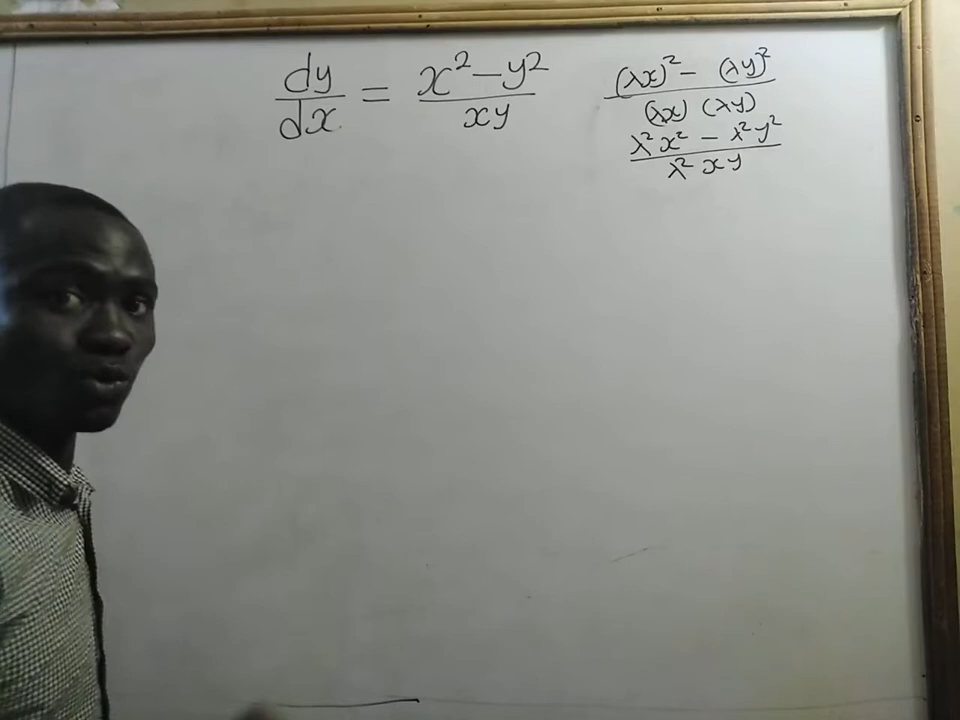 dy/dx = (x² – y²)/(xy)
((λx)² – (λy)²)/((λx) (λy))
(λ²x² – λ²y²)/(λ² xy)